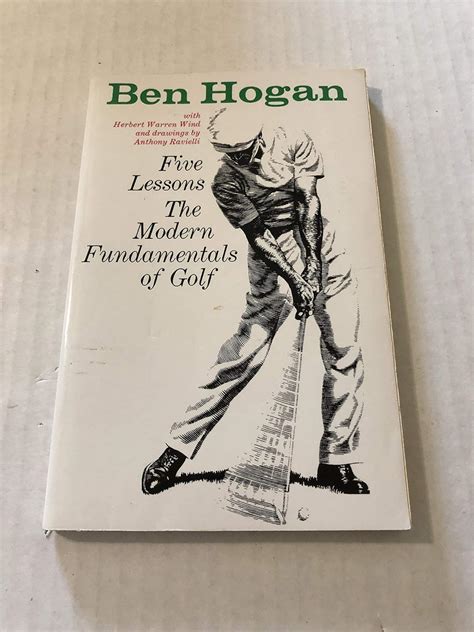 Ben Hogan
with
Herbert Warren Wind
and drawings by
Anthony Ravielli
Five
Lessons
The
Modern
Fundamentals
of Golf